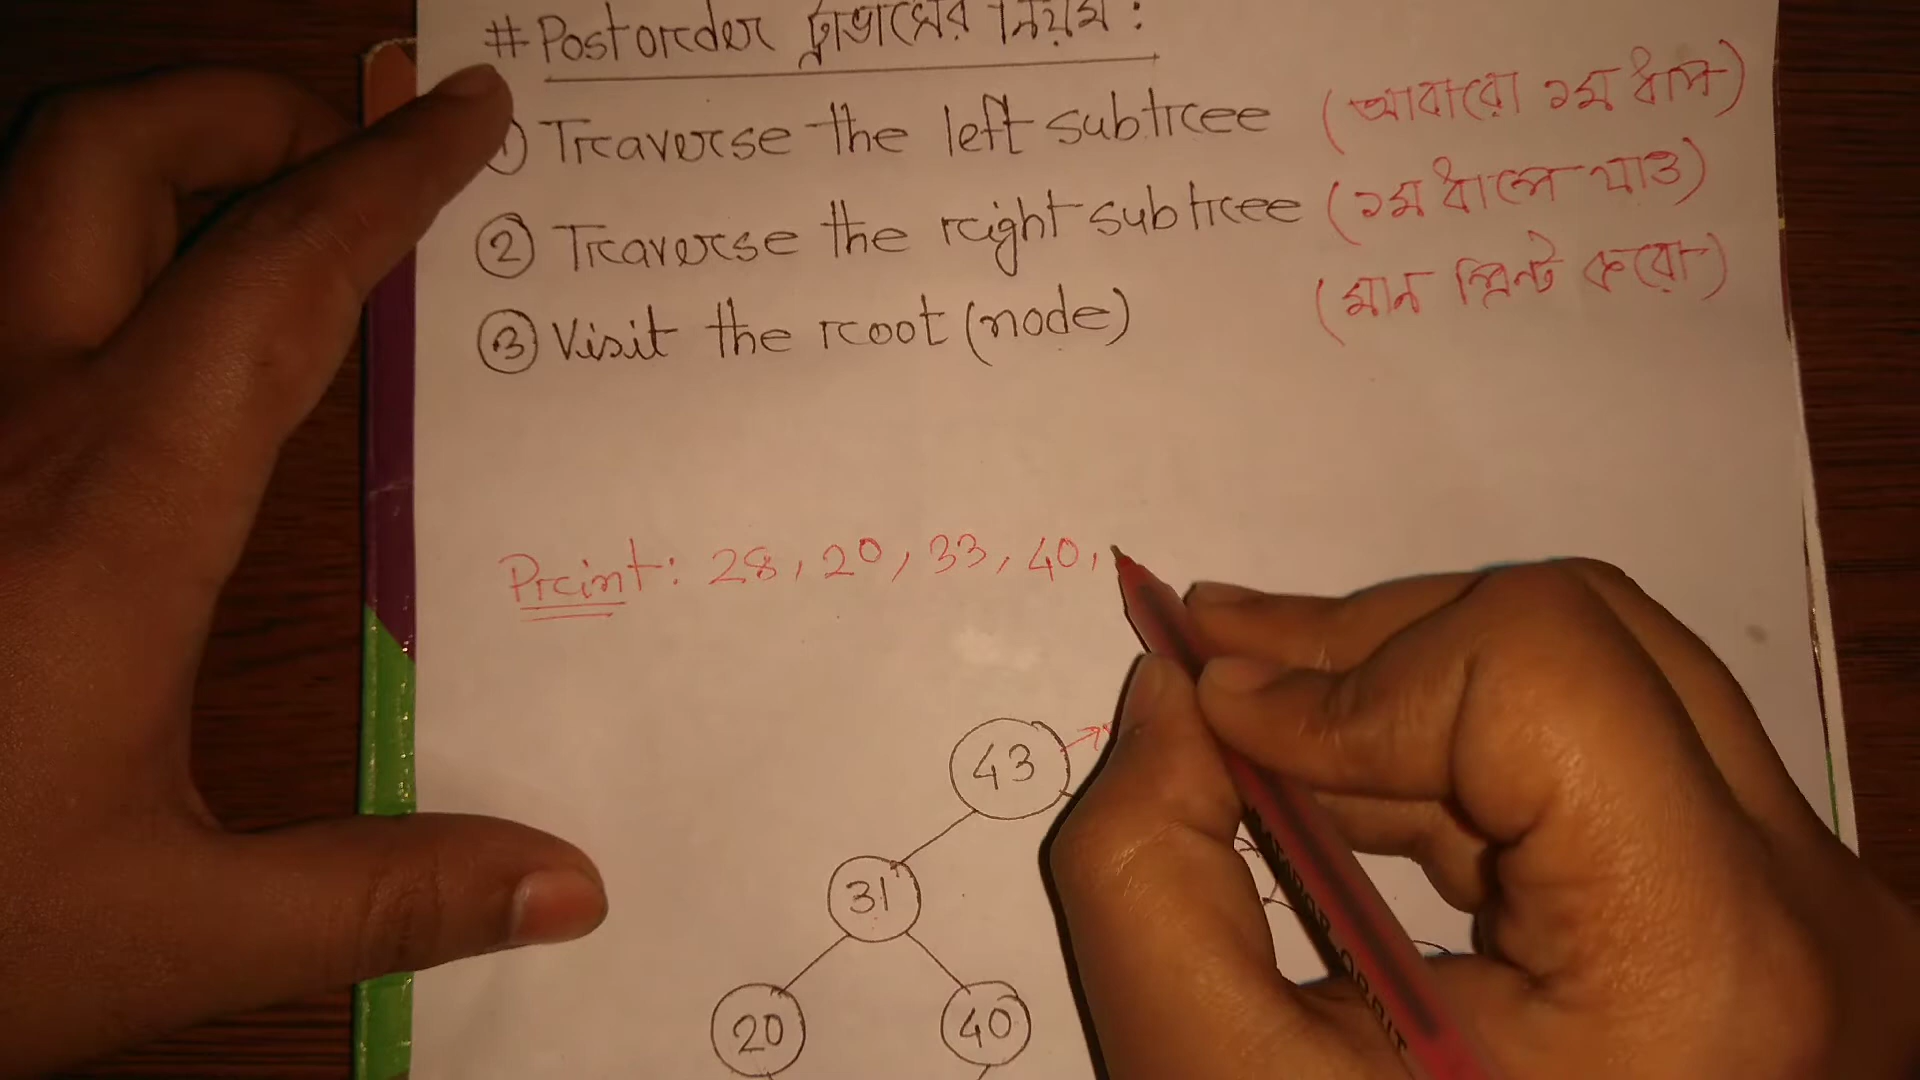 # Postorder ট্রাভার্সের নিয়ম :
1) Traverse the left subtree (আবারো ১ম ধাপ)
② Traverse the right subtree (১ম ধাপে যাও)
③ Visit the root (node) (মান প্রিন্ট করো)
Print: 28, 20, 33, 40,
43
31
20 40